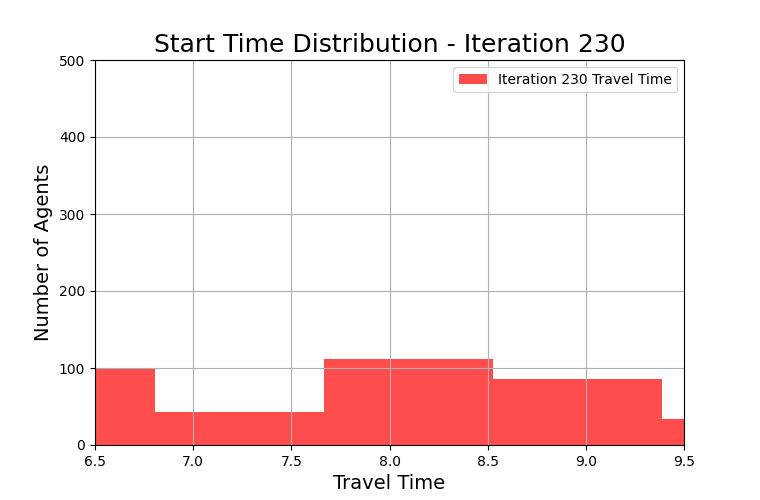 Start Time Distribution - Iteration 230
Iteration 230 Travel Time
Number of Agents
500
400
300
200
100
0
6.5 7.0 7.5 8.0 8.5 9.0 9.5
Travel Time